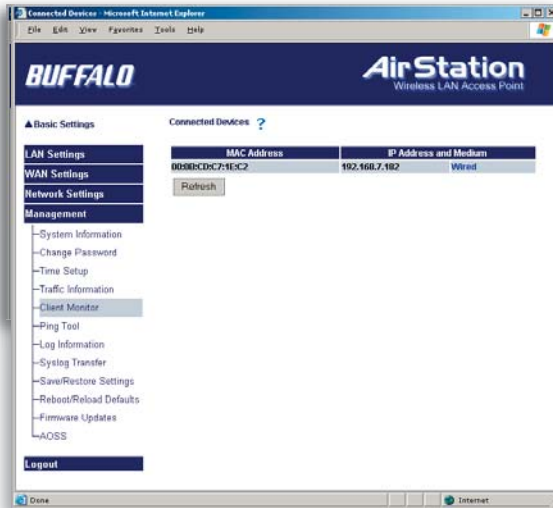 Connected Devices - Microsoft Internet Explorer
File Edit View Favorites Tools Help
BUFFALO
AirStation
Wireless LAN Access Point
▲Basic Settings
Connected Devices ?
LAN Settings
WAN Settings
Network Settings
Management
System Information
Change Password
Time Setup
Traffic Information
Client Monitor
Ping Tool
Log Information
Syslog Transfer
Save/Restore Settings
Reboot/Reload Defaults
Firmware Updates
AOSS
Logout
MAC Address IP Address and Medium
00:0B:CD:C7:1E:C2 192.168.7.182 Wired
Refresh
Done
Internet